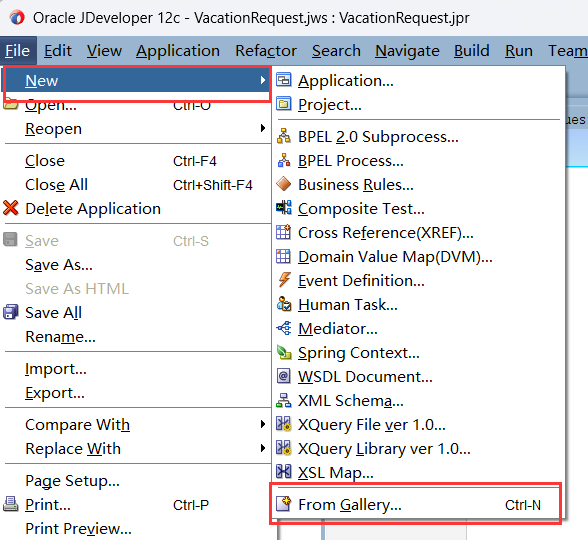 Oracle JDeveloper 12c - VacationRequest.jws : VacationRequest.jpr
File Edit View Application Refactor Search Navigate Build Run Team
New
Open... Ctrl-O
Reopen
Close Ctrl-F4
Close All Ctrl+Shift-F4
Delete Application
Save Ctrl-S
Save As...
Save As HTML
Save All
Rename...
Import...
Export...
Compare With
Replace With
Page Setup...
Print... Ctrl-P
Print Preview...
Application...
Project...
ues
BPEL 2.0 Subprocess...
BPEL Process...
Business Rules...
Composite Test...
Cross Reference(XREF)...
Domain Value Map(DVM)...
Event Definition...
Human Task...
Mediator...
Spring Context...
WSDL Document...
XML Schema...
XQuery File ver 1.0...
XQuery Library ver 1.0...
XSL Map...
From Gallery... Ctrl-N